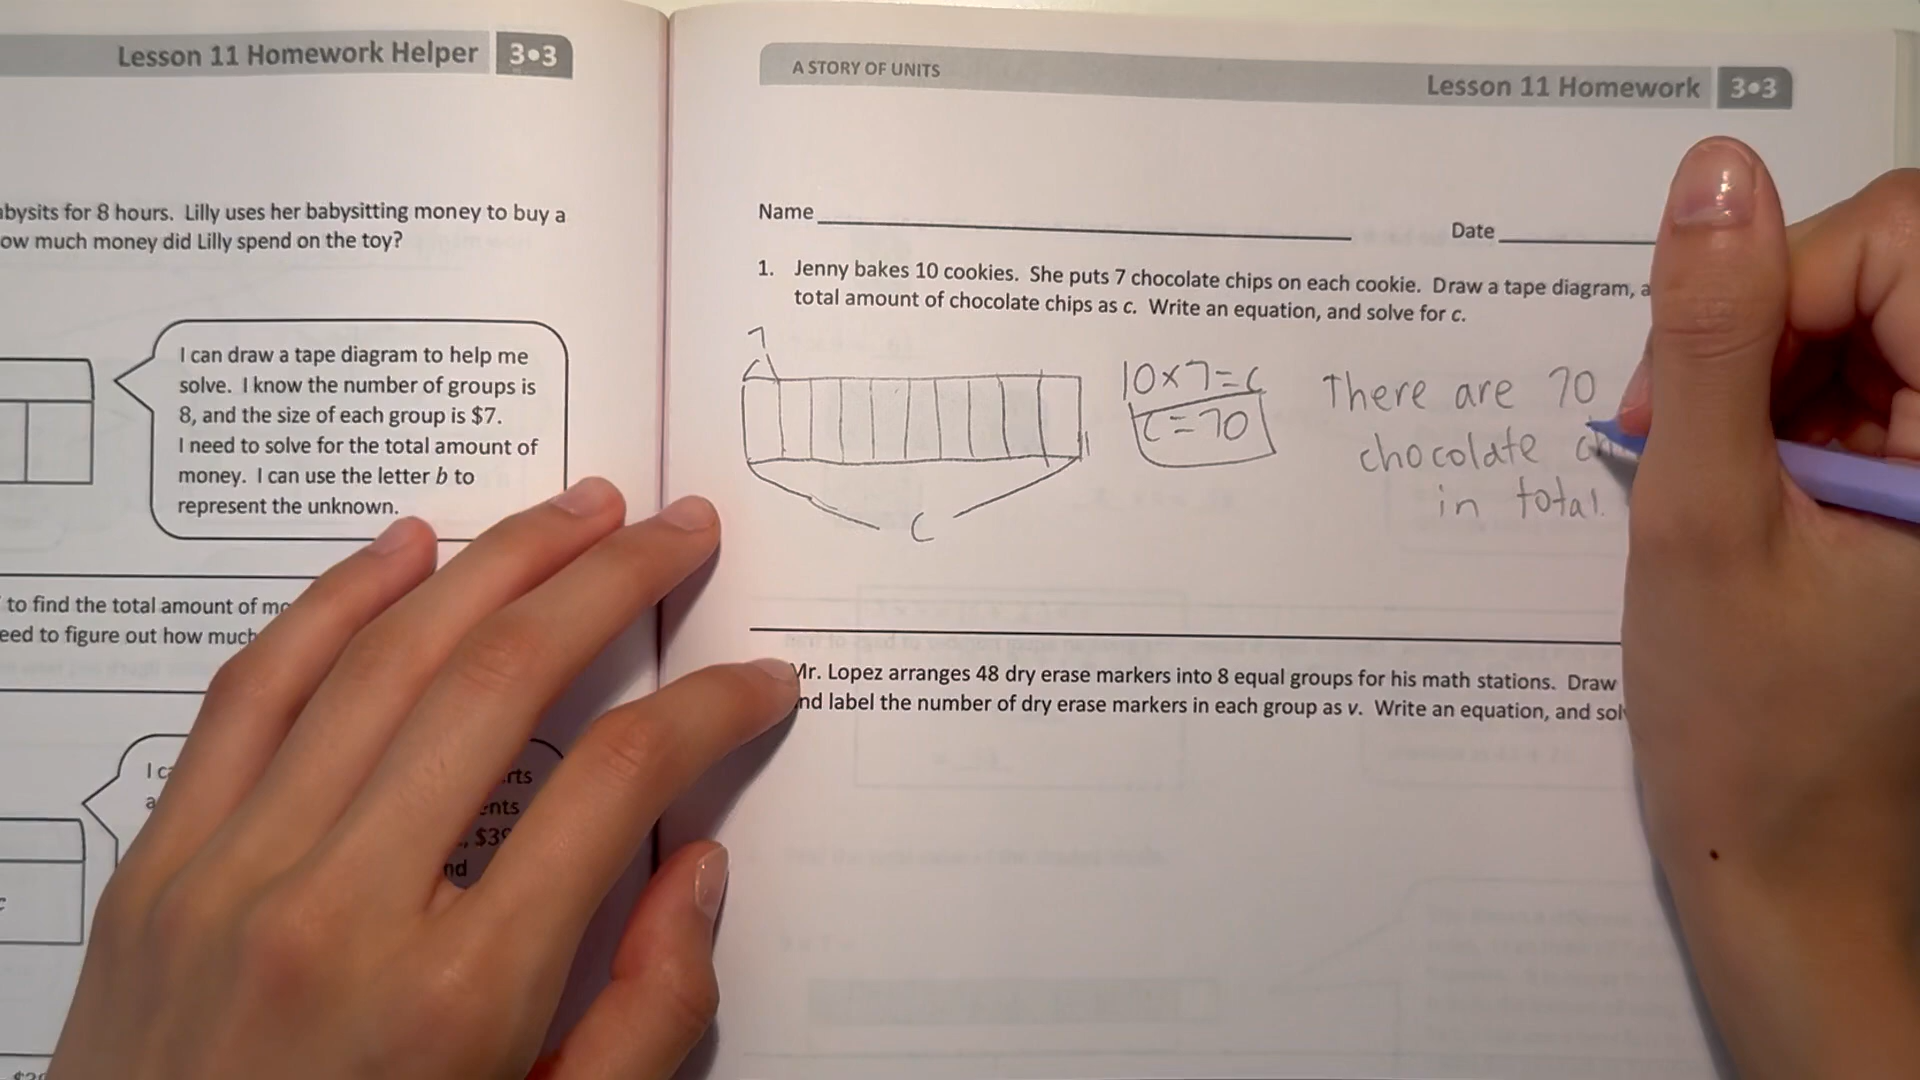 Lesson 11 Homework Helper 3•3
abysits for 8 hours. Lilly uses her babysitting money to buy a
ow much money did Lilly spend on the toy?
I can draw a tape diagram to help me
solve. I know the number of groups is
8, and the size of each group is $7.
I need to solve for the total amount of
money. I can use the letter b to
represent the unknown.
to find the total amount of mo
eed to figure out how much
I ca
a
rts
ents
, $39
nd
c
A STORY OF UNITS
Lesson 11 Homework 3•3
Name
Date
1. Jenny bakes 10 cookies. She puts 7 chocolate chips on each cookie. Draw a tape diagram, a
total amount of chocolate chips as c. Write an equation, and solve for c.
7
10×7=c
c=70
C
There are 70
chocolate ch
in total.
Mr. Lopez arranges 48 dry erase markers into 8 equal groups for his math stations. Draw
nd label the number of dry erase markers in each group as v. Write an equation, and sol